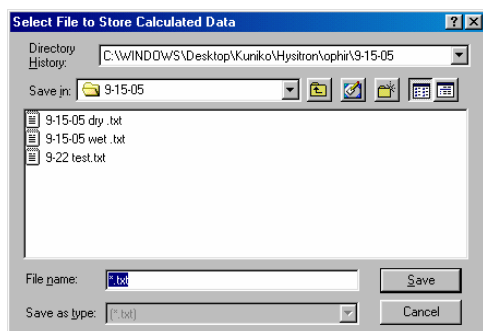 Select File to Store Calculated Data
Directory History: C:\WINDOWS\Desktop\Kuniko\Hysitron\ophir\9-15-05
Save in: 9-15-05
9-15-05 dry .txt
9-15-05 wet .txt
9-22 test.txt
File name: *.txt Save
Save as type: (*.txt) Cancel